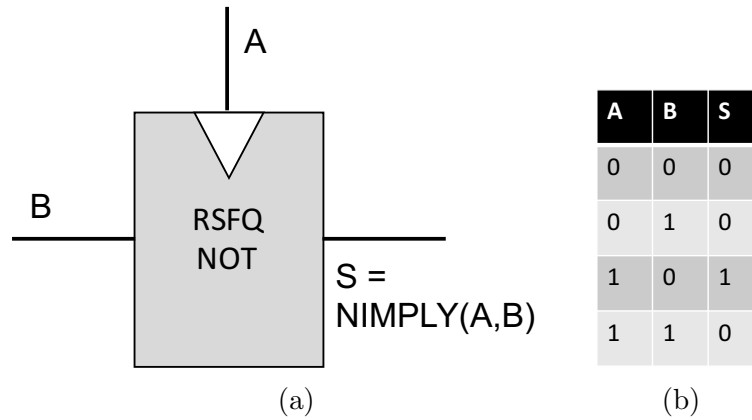 A
B
RSFQ
NOT
S =
NIMPLY(A,B)
(a)
A B S
0 0 0
0 1 0
1 0 1
1 1 0
(b)